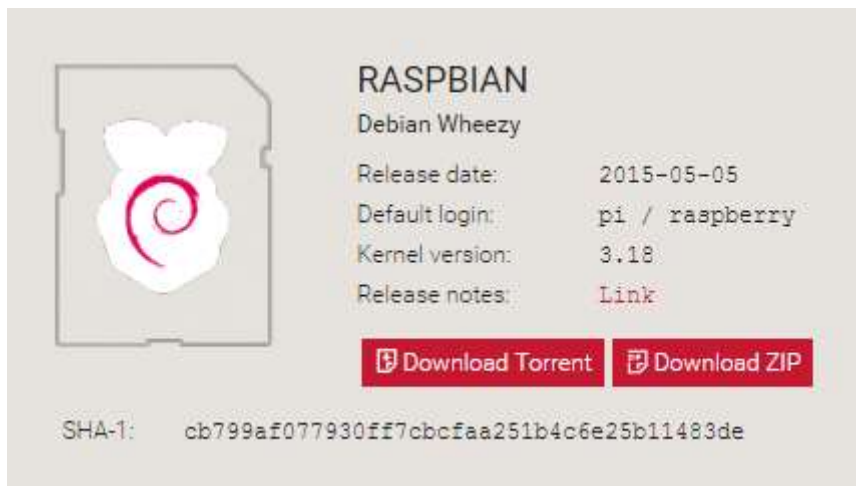 RASPBIAN
Debian Wheezy
Release date: 2015-05-05
Default login: pi / raspberry
Kernel version: 3.18
Release notes: Link
Download Torrent Download ZIP
SHA-1: cb799af077930ff7cbcfaa251b4c6e25b11483de